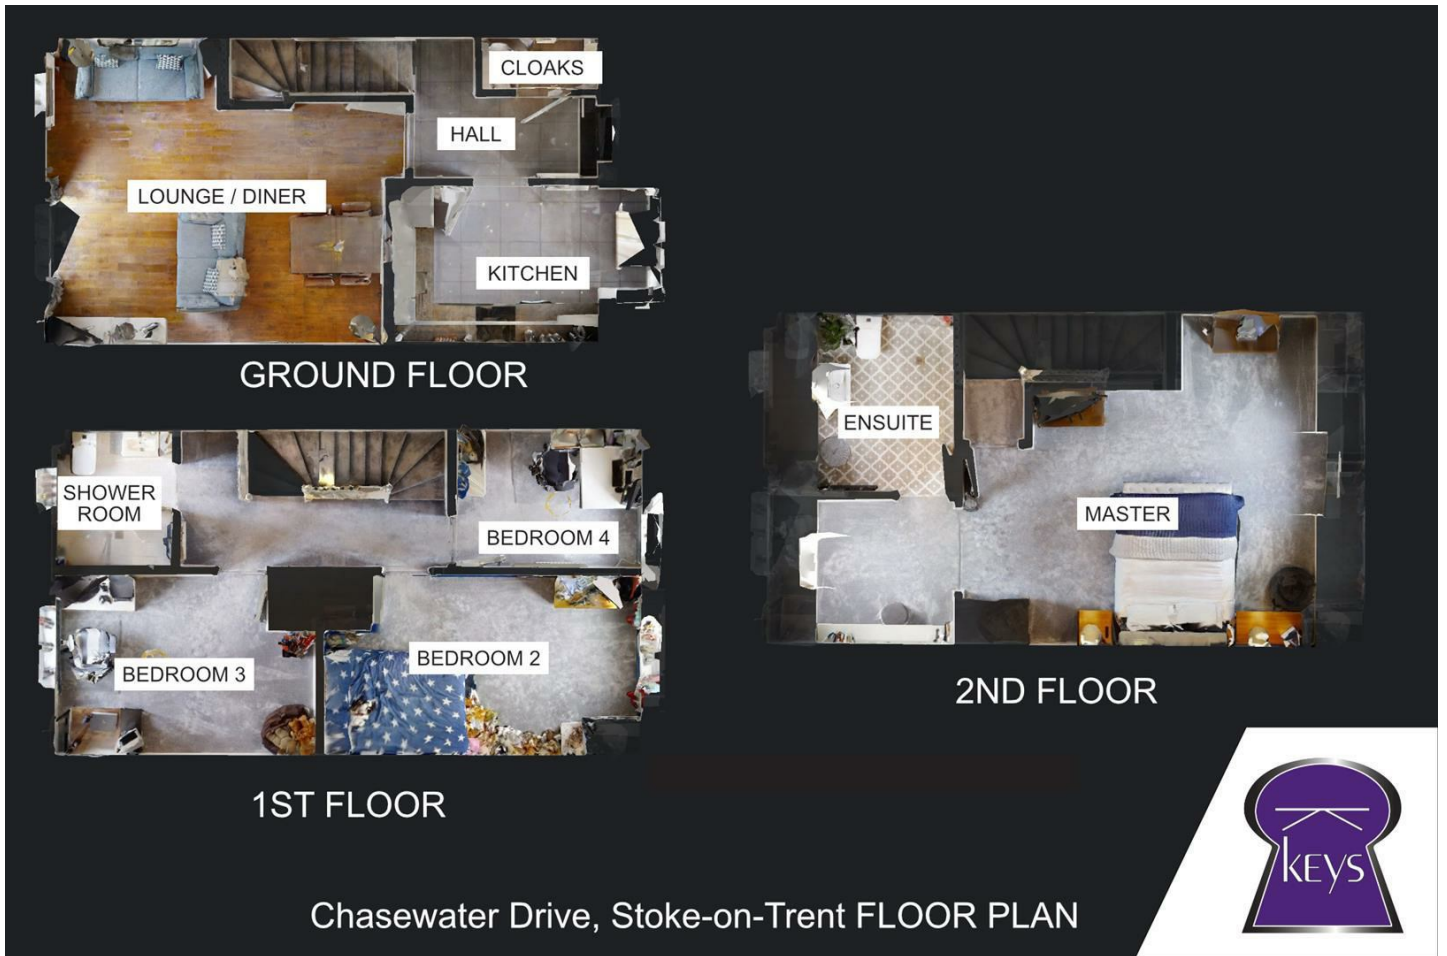 CLOAKS
HALL
LOUNGE / DINER
KITCHEN
GROUND FLOOR
SHOWER
ROOM
BEDROOM 4
BEDROOM 3
BEDROOM 2
1ST FLOOR
ENSUITE
MASTER
2ND FLOOR
Chasewater Drive, Stoke-on-Trent FLOOR PLAN
KEYS